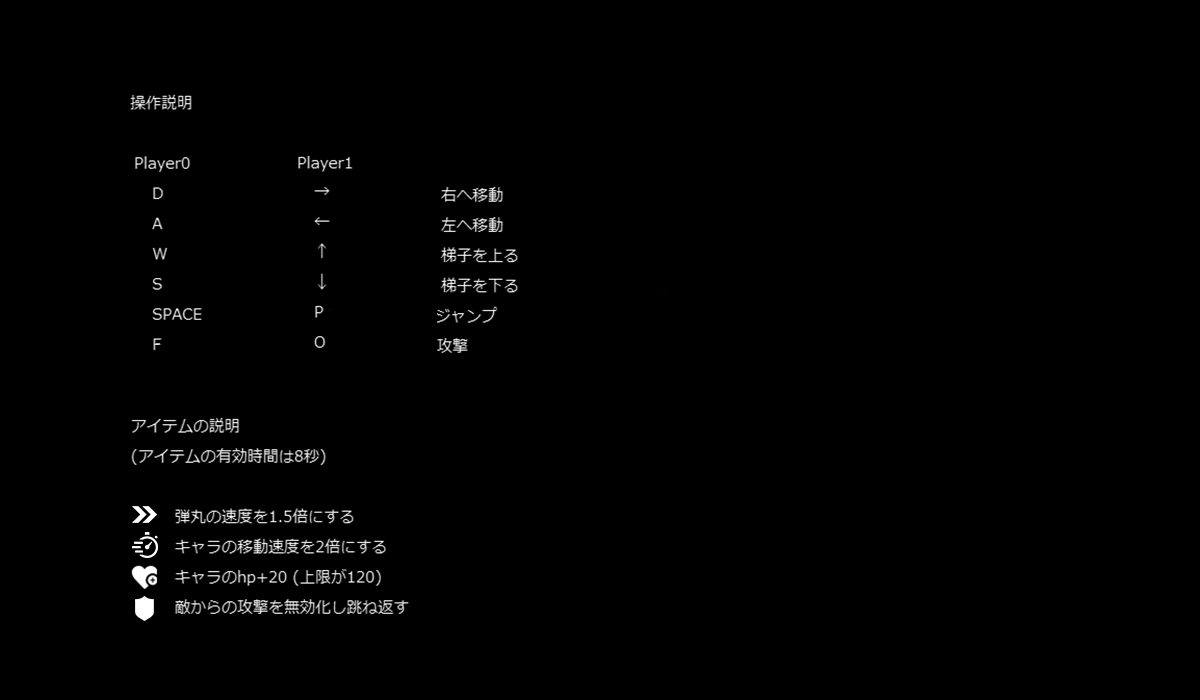 操作説明
Player0 Player1
D → 右へ移動
A ← 左へ移動
W ↑ 梯子を上る
S ↓ 梯子を下る
SPACE P ジャンプ
F O 攻撃
アイテムの説明
(アイテムの有効時間は8秒)
弾丸の速度を1.5倍にする
キャラの移動速度を2倍にする
キャラのhp+20 (上限が120)
敵からの攻撃を無効化し跳ね返す